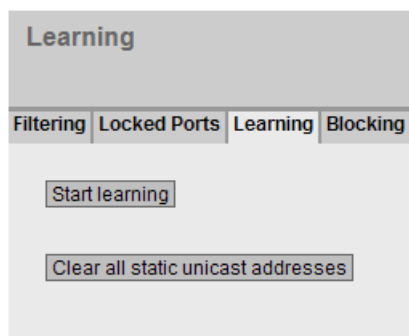 Learning
Filtering Locked Ports Learning Blocking
Start learning
Clear all static unicast addresses